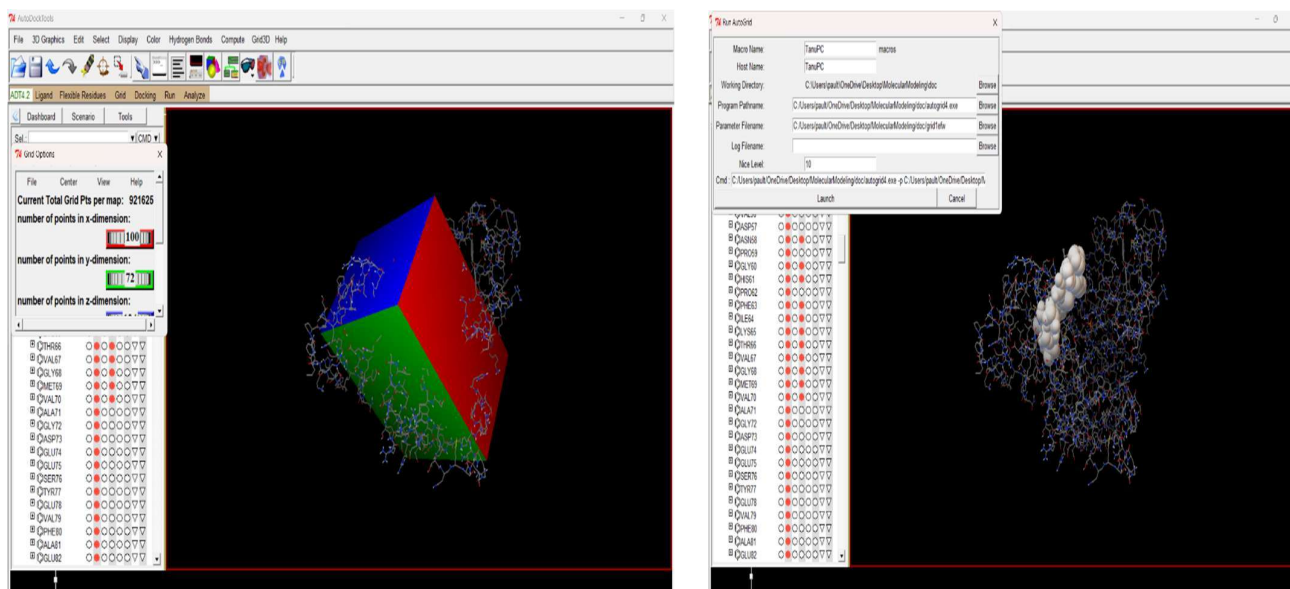 AutoDockTools
File 3D Graphics Edit Select Display Color Hydrogen Bonds Compute Grid3D Help
ADT4.2 Ligand Flexible Residues Grid Docking Run Analyze
Dashboard Scenario Tools
Sel.: CMD
Grid Options
File Center View Help
Current Total Grid Pts per map: 921625
number of points in x-dimension:
100
number of points in y-dimension:
72
number of points in z-dimension:
THR66
VAL67
GLY68
MET69
VAL70
ALA71
GLY72
ASP73
GLU74
GLU75
SER76
TYR77
GLU78
VAL79
PHE80
ALA81
GLU82
Run AutoGrid
Macro Name: TanuPC macros
Host Name: TanuPC
Working Directory: C:\Users\pault\OneDrive\Desktop\MolecularModeling\doc Browse
Program Pathname: C:/Users/pault/OneDrive/Desktop/MolecularModeling/doc/autogrid4.exe Browse
Parameter Filename: C:/Users/pault/OneDrive/Desktop/MolecularModeling/doc/grid1efw Browse
Log Filename: Browse
Nice Level: 10
Cmd : C:/Users/pault/OneDrive/Desktop/MolecularModeling/doc/autogrid4.exe -p C:/Users/pault/OneDrive/Desktop/M
Launch Cancel
ASP57
ASN58
PRO59
GLY60
HIS61
PRO62
PHE63
ILE64
LYS65
THR66
VAL67
GLY68
MET69
VAL70
ALA71
GLY72
ASP73
GLU74
GLU75
SER76
TYR77
GLU78
VAL79
PHE80
ALA81
GLU82